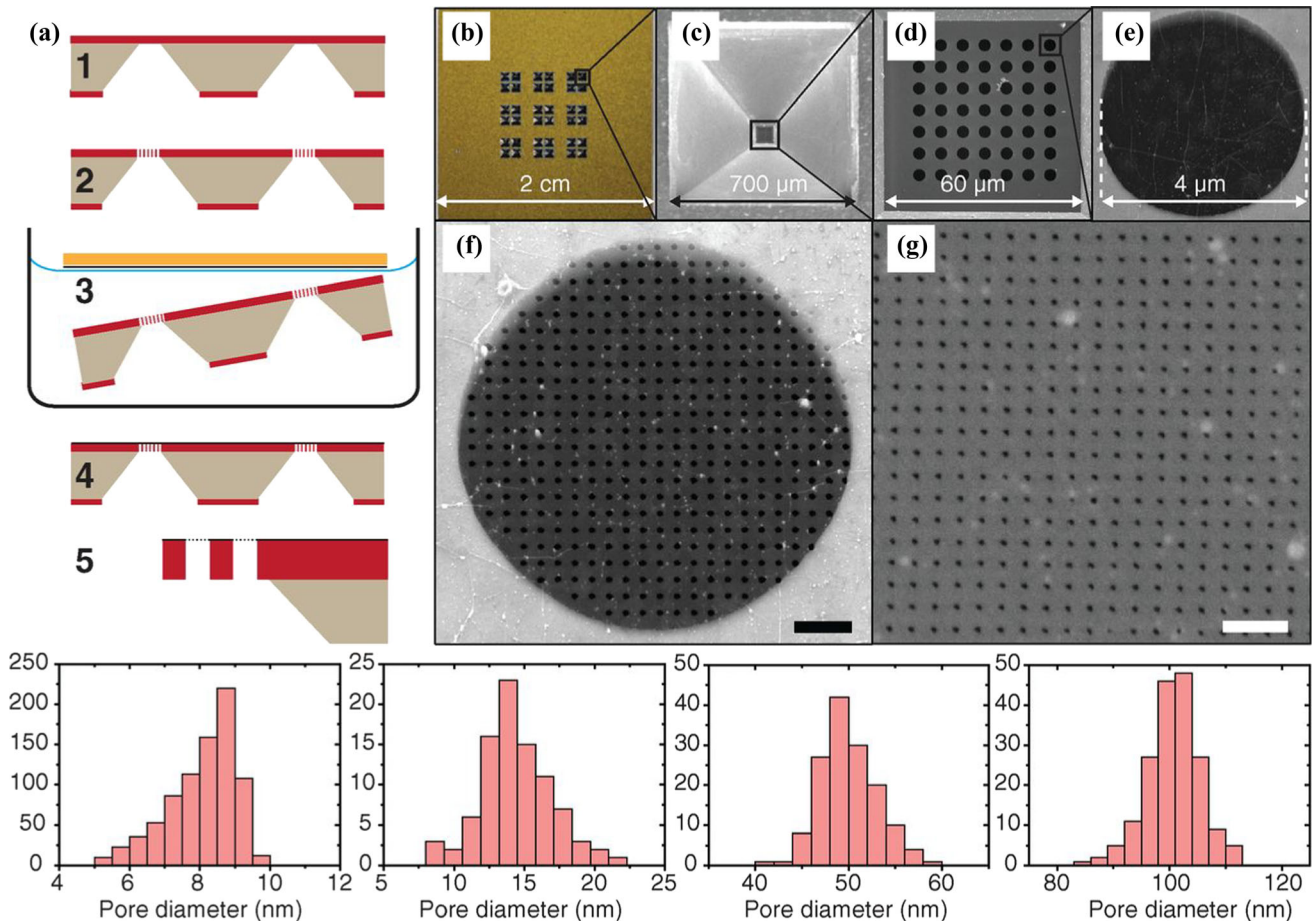 (a)
1
2
3
4
5
(b)
2 cm
(c)
700 µm
(d)
60 µm
(e)
4 µm
(f)
(g)
250
200
150
100
50
0
4 6 8 10 12
Pore diameter (nm)
25
20
15
10
5
0
5 10 15 20 25
Pore diameter (nm)
50
40
30
20
10
0
40 50 60
Pore diameter (nm)
50
40
30
20
10
0
80 100 120
Pore diameter (nm)